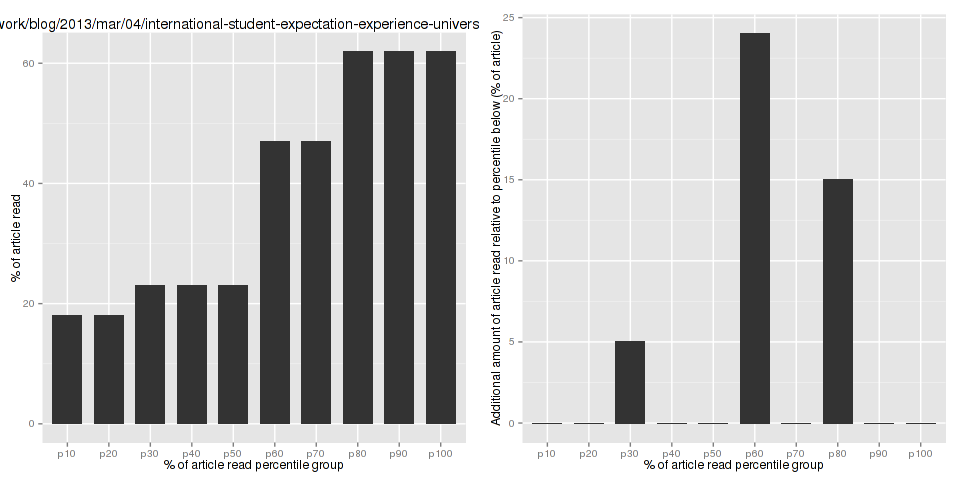 work/blog/2013/mar/04/international-student-expectation-experience-univers
% of article read
60
40
20
0
p10 p20 p30 p40 p50 p60 p70 p80 p90 p100
% of article read percentile group
Additional amount of article read relative to percentile below (% of article)
25
20
15
10
5
0
p10 p20 p30 p40 p50 p60 p70 p80 p90 p100
% of article read percentile group